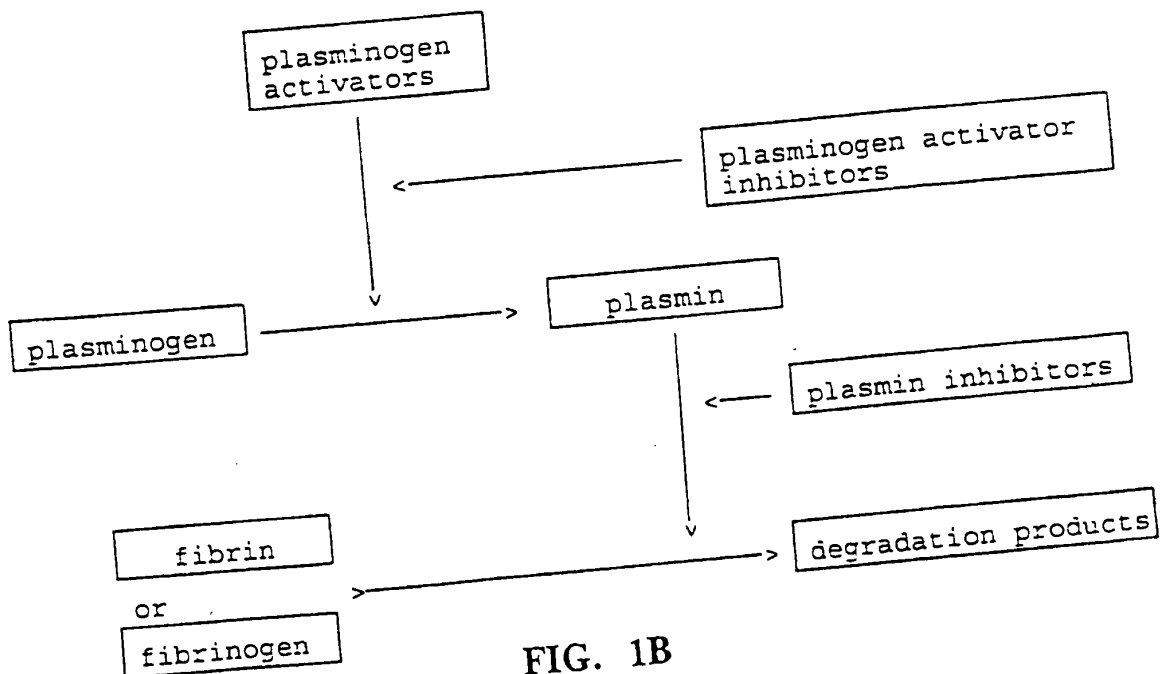 plasminogen
activators
plasminogen activator
inhibitors
plasminogen
plasmin
plasmin inhibitors
fibrin
or
fibrinogen
degradation products
FIG. 1B